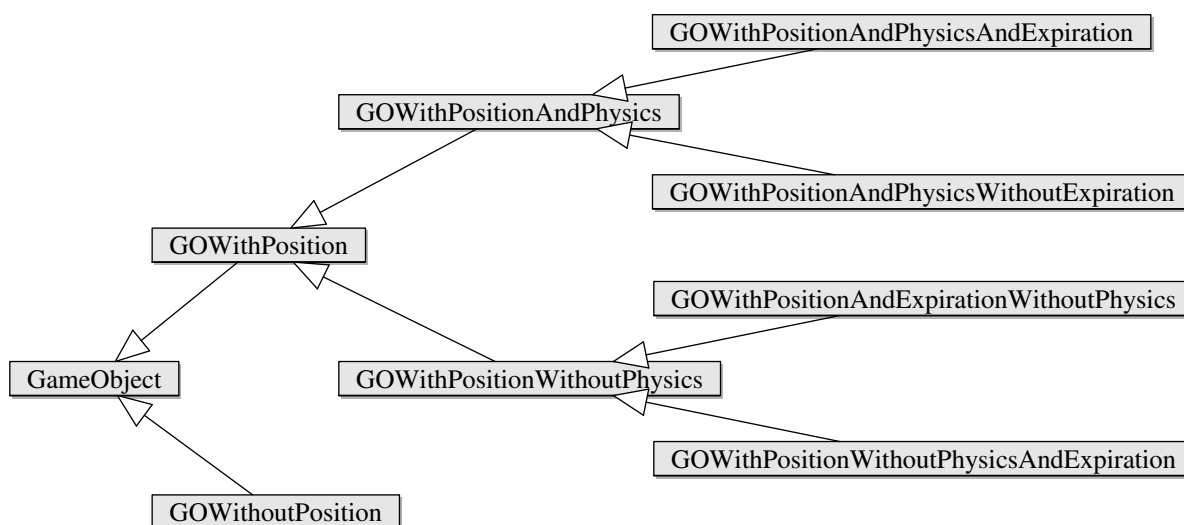 GOWithPositionAndPhysicsAndExpiration
GOWithPositionAndPhysics
GOWithPositionAndPhysicsWithoutExpiration
GOWithPosition
GOWithPositionAndExpirationWithoutPhysics
GameObject
GOWithPositionWithoutPhysics
GOWithPositionWithoutPhysicsAndExpiration
GOWithoutPosition